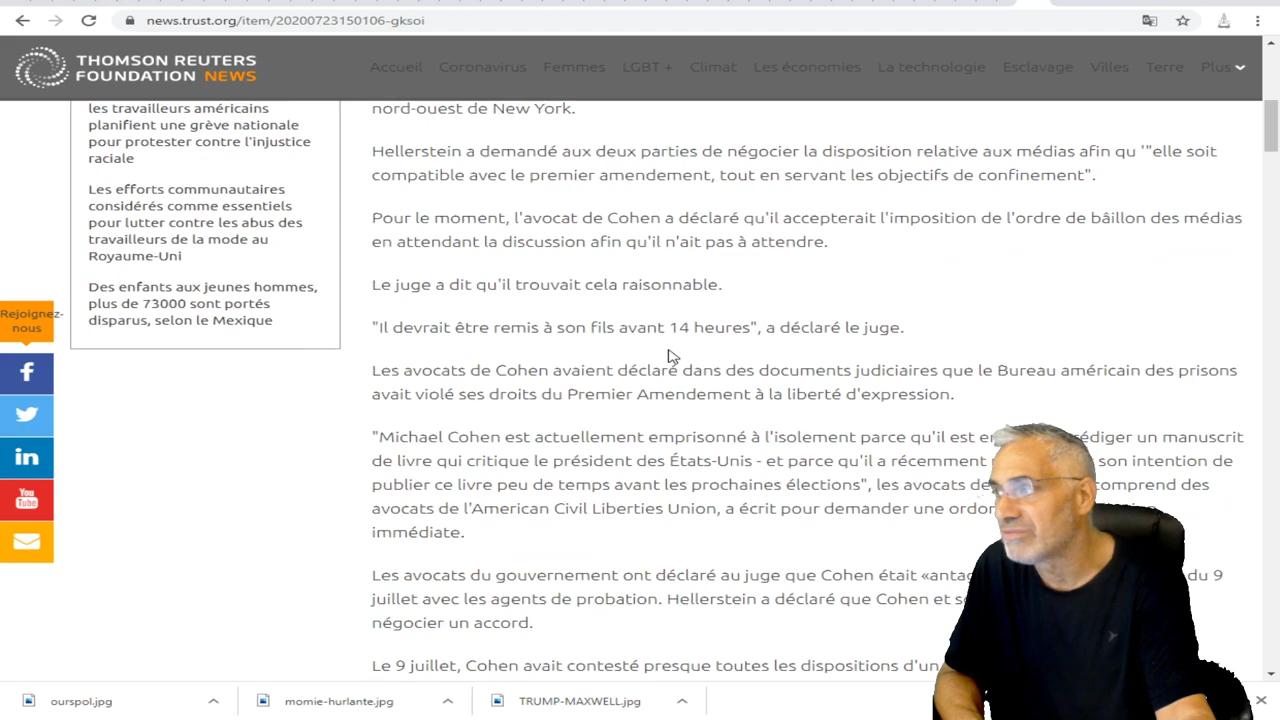 news.trust.org/item/20200723150106-gksoi
THOMSON REUTERS
FOUNDATION NEWS
Accueil Coronavirus Femmes LGBT + Climat Les économies La technologie Esclavage Villes Terre Plus
les travailleurs américains
planifient une grève nationale
pour protester contre l'injustice
raciale
Les efforts communautaires
considérés comme essentiels
pour lutter contre les abus des
travailleurs de la mode au
Royaume-Uni
Des enfants aux jeunes hommes,
plus de 73000 sont portés
disparus, selon le Mexique
Rejoignez-
nous
in
You
Tube
nord-ouest de New York.
Hellerstein a demandé aux deux parties de négocier la disposition relative aux médias afin qu '"elle soit
compatible avec le premier amendement, tout en servant les objectifs de confinement".
Pour le moment, l'avocat de Cohen a déclaré qu'il accepterait l'imposition de l'ordre de bâillon des médias
en attendant la discussion afin qu'il n'ait pas à attendre.
Le juge a dit qu'il trouvait cela raisonnable.
"Il devrait être remis à son fils avant 14 heures", a déclaré le juge.
Les avocats de Cohen avaient déclaré dans des documents judiciaires que le Bureau américain des prisons
avait violé ses droits du Premier Amendement à la liberté d'expression.
"Michael Cohen est actuellement emprisonné à l'isolement parce qu'il est rédiger un manuscrit
de livre qui critique le président des États-Unis - et parce qu'il a récemment son intention de
publier ce livre peu de temps avant les prochaines élections", les avocats comprend des
avocats de l'American Civil Liberties Union, a écrit pour demander une
immédiate.
Les avocats du gouvernement ont déclaré au juge que Cohen était du 9
juillet avec les agents de probation. Hellerstein a déclaré que Cohen et
négocier un accord.
Le 9 juillet, Cohen avait contesté presque toutes les dispositions
ourspol.jpg
momie-hurlante.jpg
TRUMP-MAXWELL.jpg